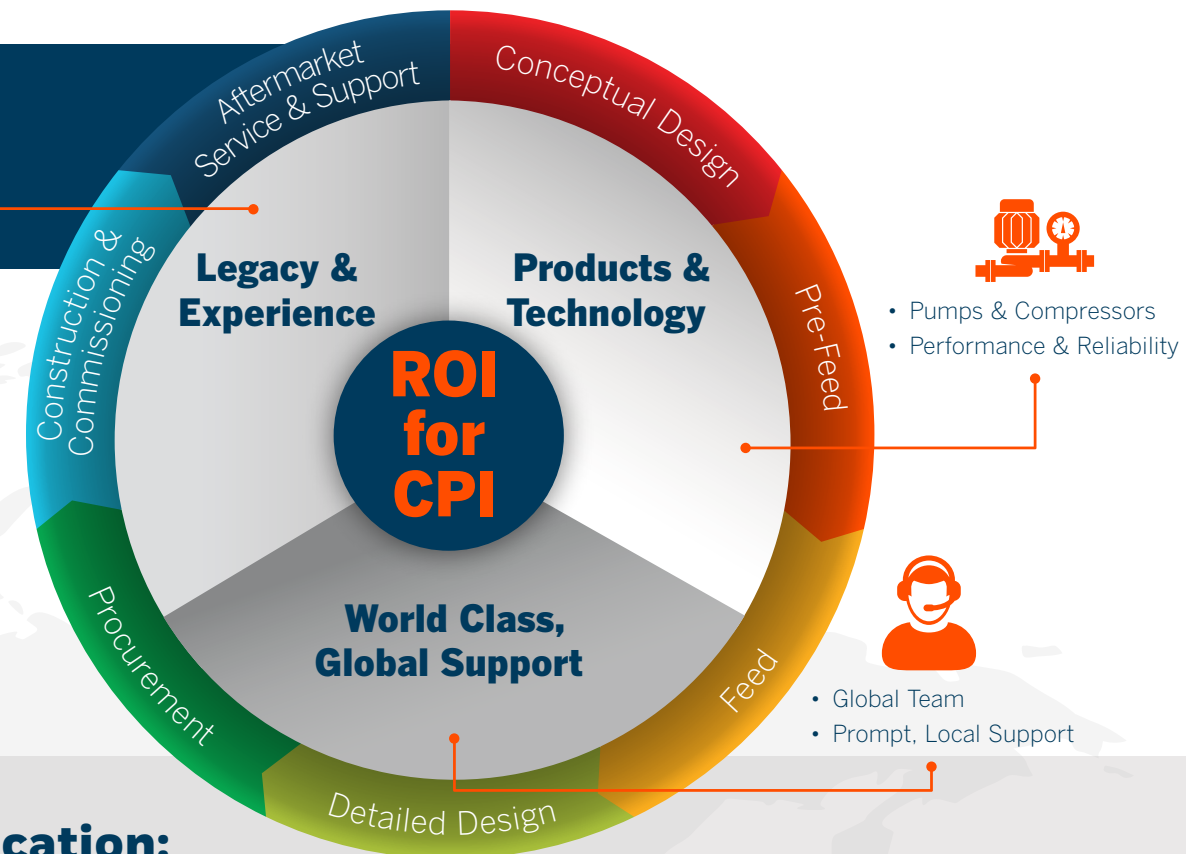 Aftermarket
Service & Support
Conceptual Design
Pre-Feed
Feed
Detailed Design
Procurement
Construction &
Commissioning
Legacy &
Experience
Products &
Technology
ROI
for
CPI
World Class,
Global Support
• Pumps & Compressors
• Performance & Reliability
• Global Team
• Prompt, Local Support
cation: